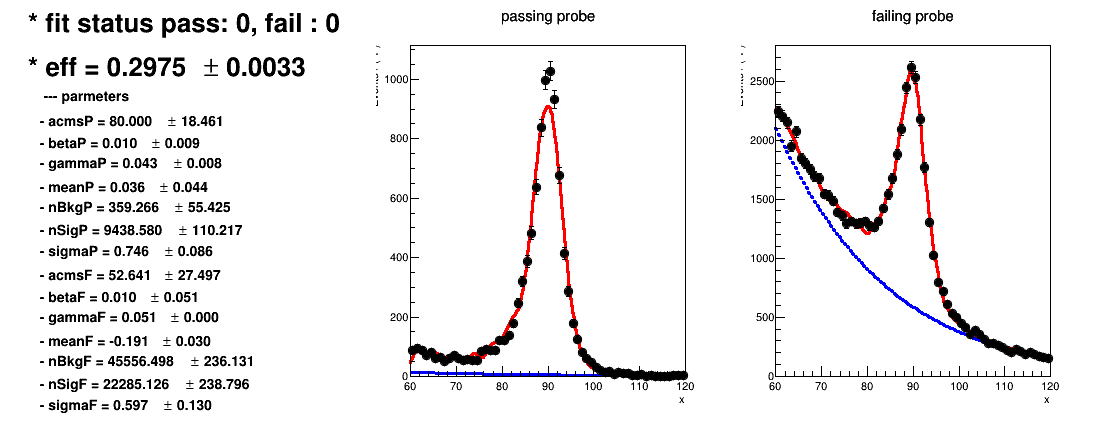 * fit status pass: 0, fail : 0
* eff = 0.2975 ± 0.0033
--- parmeters
- acmsP = 80.000 ± 18.461
- betaP = 0.010 ± 0.009
- gammaP = 0.043 ± 0.008
- meanP = 0.036 ± 0.044
- nBkgP = 359.266 ± 55.425
- nSigP = 9438.580 ± 110.217
- sigmaP = 0.746 ± 0.086
- acmsF = 52.641 ± 27.497
- betaF = 0.010 ± 0.051
- gammaF = 0.051 ± 0.000
- meanF = -0.191 ± 0.030
- nBkgF = 45556.498 ± 236.131
- nSigF = 22285.126 ± 238.796
- sigmaF = 0.597 ± 0.130
passing probe
1000
800
600
400
200
0
60 70 80 90 100 110 120
x
failing probe
2500
2000
1500
1000
500
0
60 70 80 90 100 110 120
x